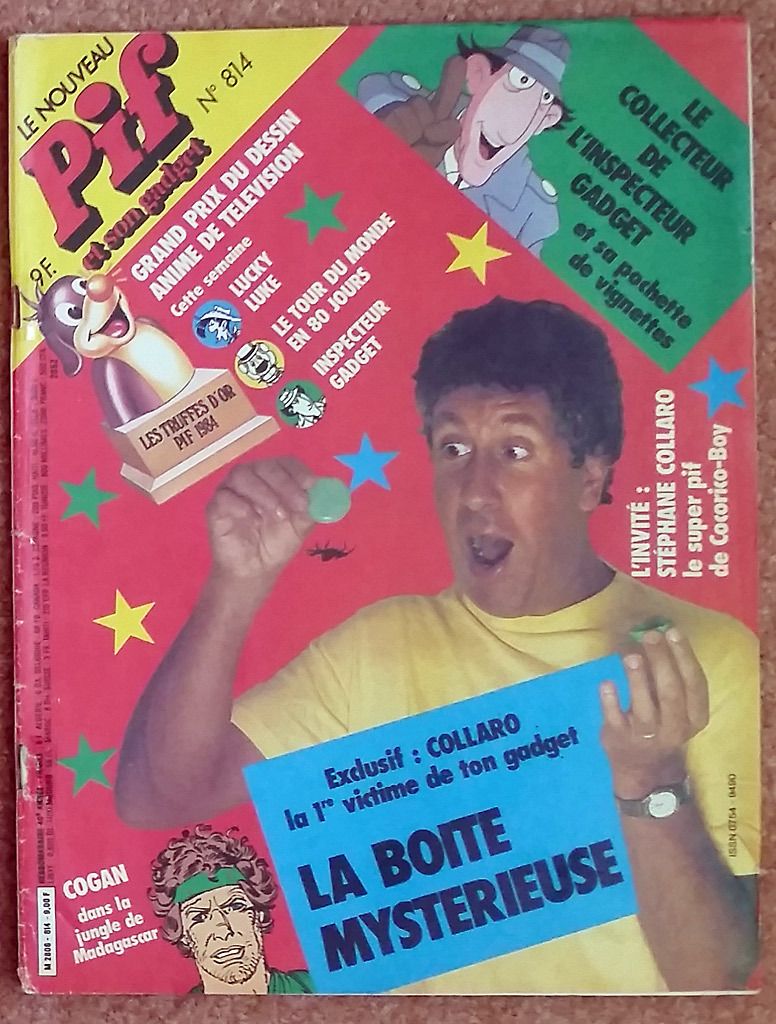 LE NOUVEAU
Pif
et son gadget
N° 814
9F.
GRAND PRIX DU DESSIN
ANIME DE TELEVISION
Cette semaine
LUCKY
LUKE
LE TOUR DU MONDE
EN 80 JOURS
INSPECTEUR
GADGET
LES TRUFFES D'OR
PIF 1984
LE
COLLECTEUR
DE
L'INSPECTEUR
GADGET
et sa pochette
de vignettes
L'INVITÉ :
STÉPHANE COLLARO
le super pif
de Cocoriko-Boy
Exclusif : COLLARO
la 1re victime de ton gadget
LA BOITE
MYSTERIEUSE
COGAN
dans la
jungle de
Madagascar
M 2808 - 814 - 9,00 F
ISSN 0754 - 9490